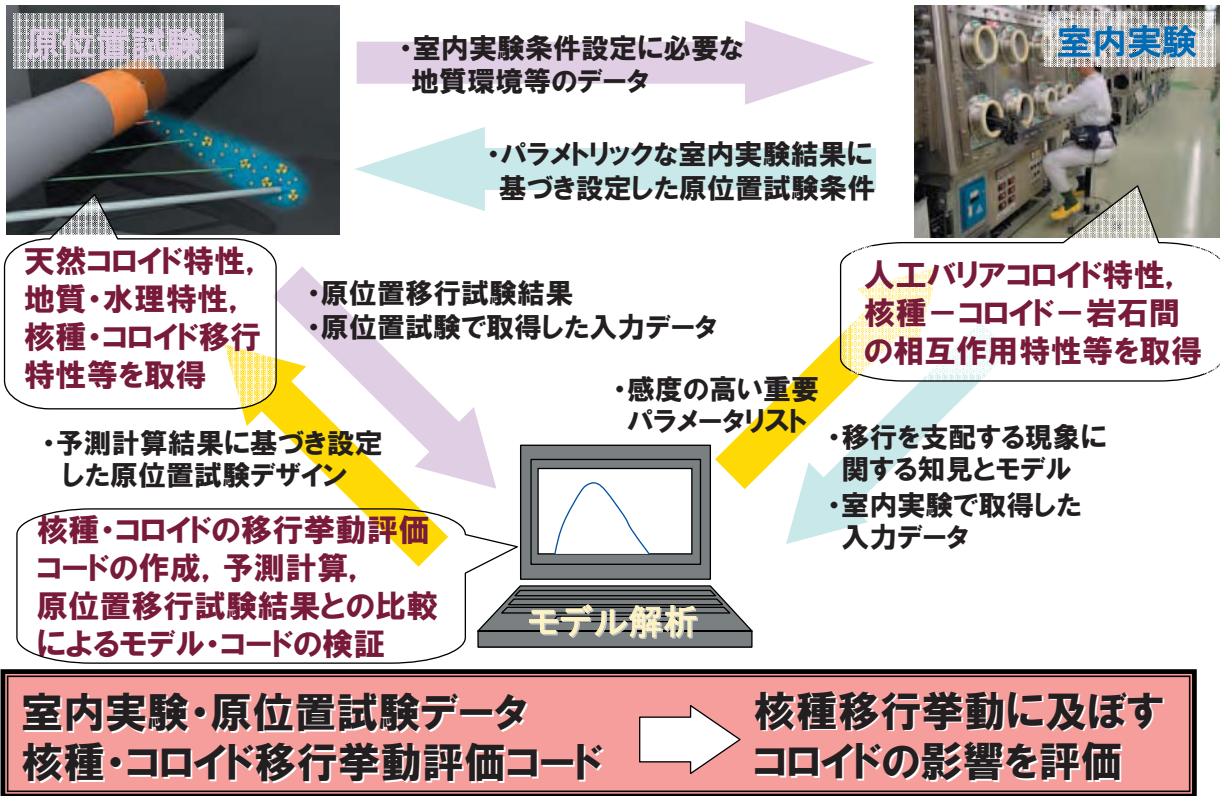 原位置試験
・室内実験条件設定に必要な
地質環境等のデータ
室内実験
・パラメトリックな室内実験結果に
基づき設定した原位置試験条件
天然コロイド特性,
地質・水理特性,
核種・コロイド移行
特性等を取得
・原位置移行試験結果
・原位置試験で取得した入力データ
人工バリアコロイド特性,
核種－コロイド－岩石間
の相互作用特性等を取得
・感度の高い重要
パラメータリスト
・予測計算結果に基づき設定
した原位置試験デザイン
・移行を支配する現象に
関する知見とモデル
・室内実験で取得した
入力データ
核種・コロイドの移行挙動評価
コードの作成, 予測計算,
原位置移行試験結果との比較
によるモデル・コードの検証
モデル解析
室内実験・原位置試験データ
核種・コロイド移行挙動評価コード
核種移行挙動に及ぼす
コロイドの影響を評価